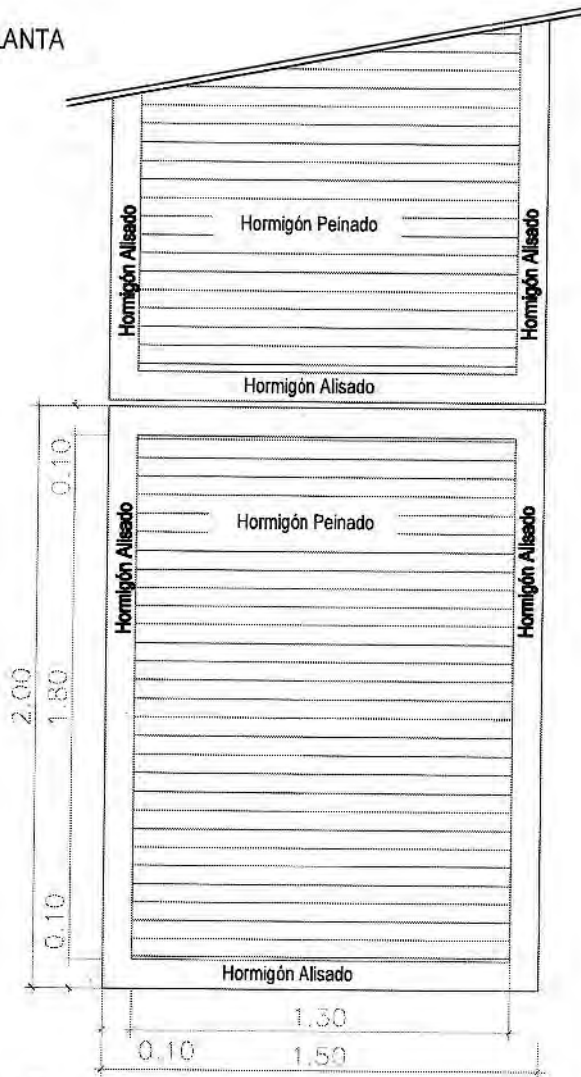 LANTA
Hormigón Peinado
Hormigón Alisado
Hormigón Alisado
Hormigón Alisado
0.10
Hormigón Peinado
Hormigón Alisado
Hormigón Alisado
2.00
1.80
0.10
Hormigón Alisado
1.30
0.10
1.50